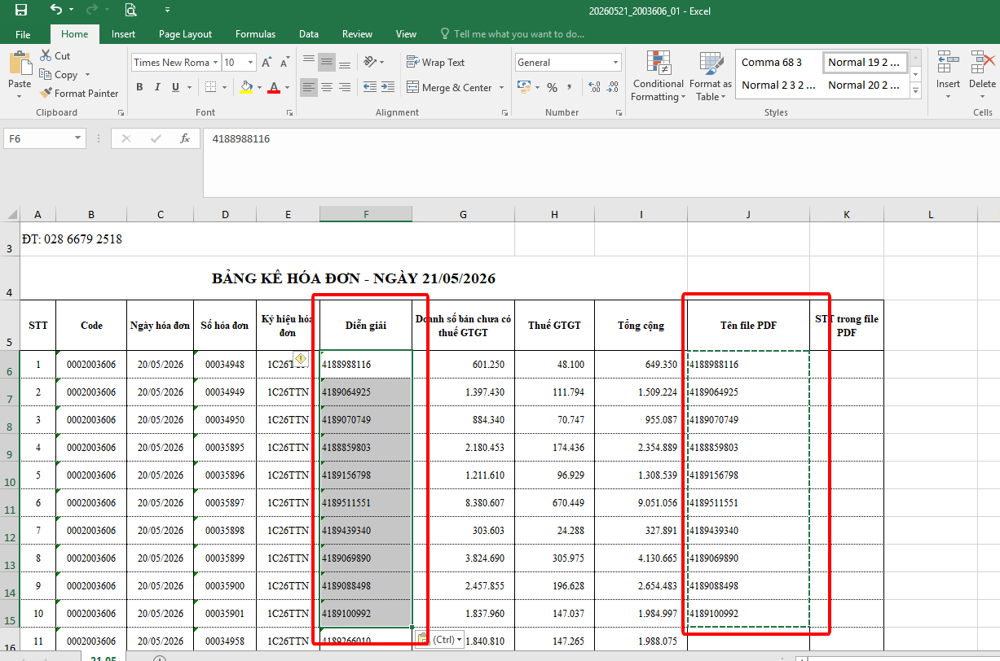 20260521_2003606_01 - Excel
File Home Insert Page Layout Formulas Data Review View Tell me what you want to do...
Paste Cut Copy Format Painter
Clipboard
Times New Roma 10
B I U
Font
Wrap Text
Merge & Center
Alignment
General
Number
Conditional Formatting
Format as Table
Comma 68 3 Normal 19 2 ...
Normal 2 3 2 ... Normal 20 2 ...
Styles
Insert Delete
Cells
F6 fx 4188988116
A B C D E F G H I J K L
3 ĐT: 028 6679 2518
4 BẢNG KÊ HÓA ĐƠN - NGÀY 21/05/2026
5 STT Code Ngày hóa đơn Số hóa đơn Ký hiệu hóa đơn Diễn giải Doanh số bán chưa có thuế GTGT Thuế GTGT Tổng cộng Tên file PDF STT trong file PDF
6 1 0002003606 20/05/2026 00034948 4188988116 601.250 48.100 649.350 4188988116
7 2 0002003606 20/05/2026 00034949 1C26TTN 4189064925 1.397.430 111.794 1.509.224 4189064925
8 3 0002003606 20/05/2026 00034950 1C26TTN 4189070749 884.340 70.747 955.087 4189070749
9 4 0002003606 20/05/2026 00035895 1C26TTN 4188859803 2.180.453 174.436 2.354.889 4188859803
10 5 0002003606 20/05/2026 00035896 1C26TTN 4189156798 1.211.610 96.929 1.308.539 4189156798
11 6 0002003606 20/05/2026 00035897 1C26TTN 4189511551 8.380.607 670.449 9.051.056 4189511551
12 7 0002003606 20/05/2026 00035898 1C26TTN 4189439340 303.603 24.288 327.891 4189439340
13 8 0002003606 20/05/2026 00035899 1C26TTN 4189069890 3.824.690 305.975 4.130.665 4189069890
14 9 0002003606 20/05/2026 00035900 1C26TTN 4189088498 2.457.855 196.628 2.654.483 4189088498
15 10 0002003606 20/05/2026 00035901 1C26TTN 4189100992 1.837.960 147.037 1.984.997 4189100992
16 11 0002003606 20/05/2026 00034958 1C26TTN 4189266010 (Ctrl) 1.840.810 147.265 1.988.075
21.05